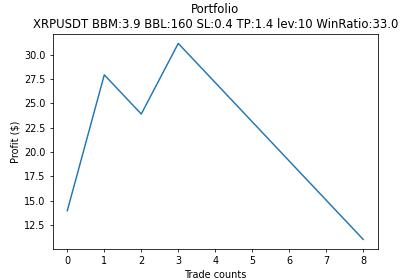 Portfolio
XRPUSDT BBM:3.9 BBL:160 SL:0.4 TP:1.4 lev:10 WinRatio:33.0
30.0
27.5
25.0
22.5
20.0
17.5
15.0
12.5
Profit ($)
0 1 2 3 4 5 6 7 8
Trade counts